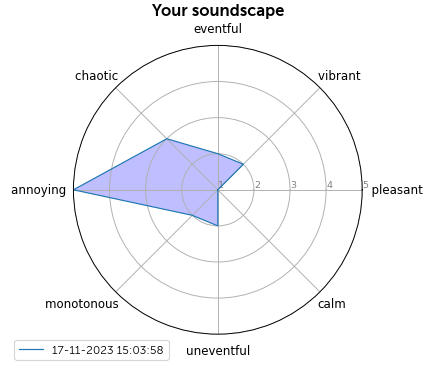 Your soundscape
eventful
chaotic
vibrant
annoying
1 2 3 4 5
pleasant
monotonous
calm
uneventful
17-11-2023 15:03:58